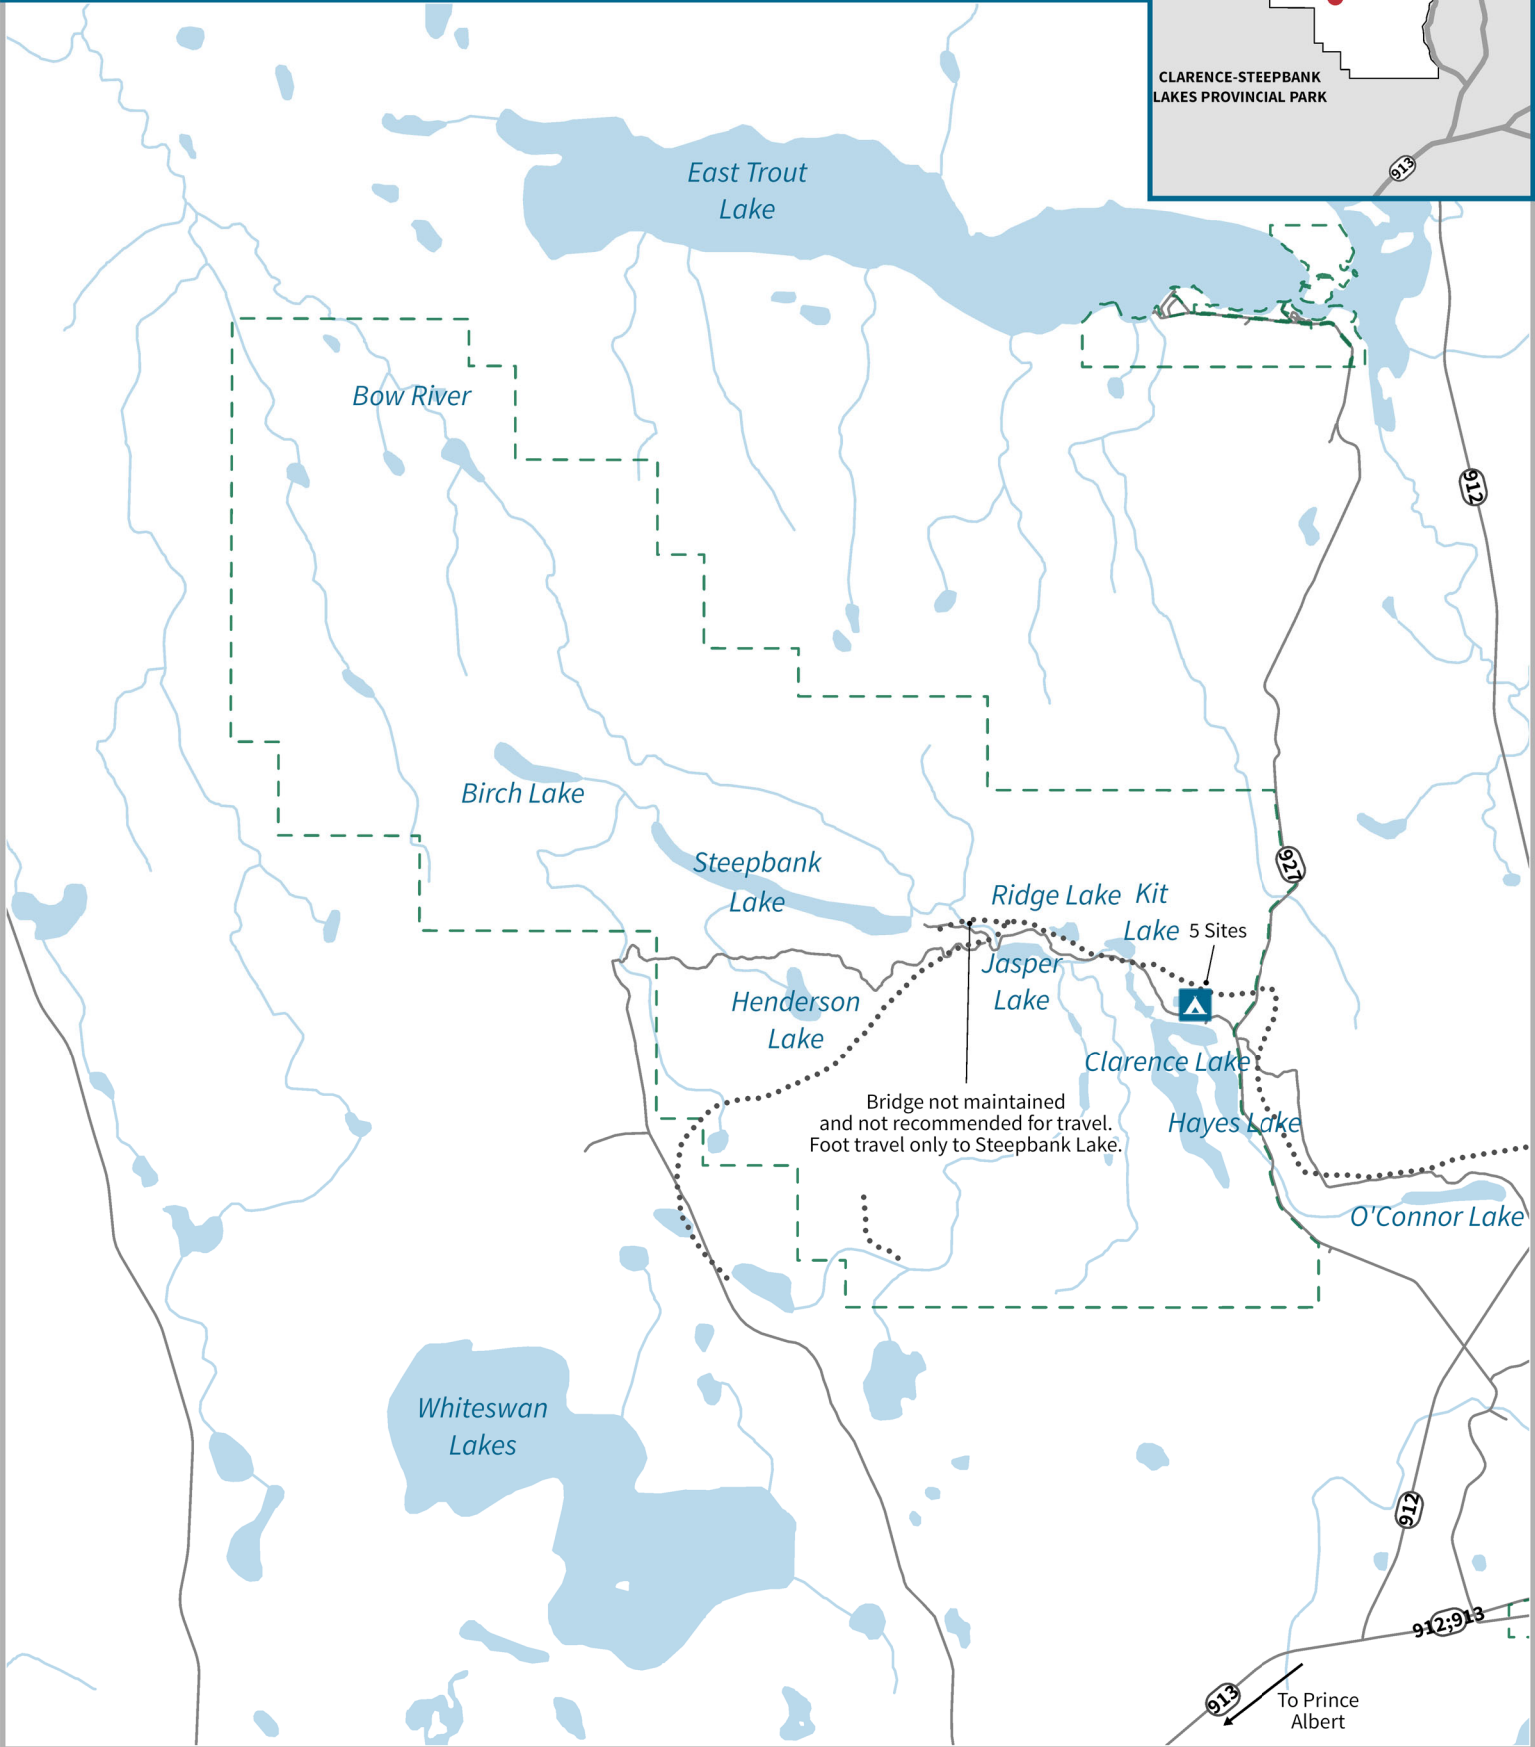 CLARENCE-STEEPBANK
LAKES PROVINCIAL PARK
913
East Trout
Lake
Bow River
912
Birch Lake
Steepbank
Lake
927
Ridge Lake
Kit
Lake
5 Sites
Jasper
Lake
Henderson
Lake
Clarence Lake
Bridge not maintained
and not recommended for travel.
Foot travel only to Steepbank Lake.
Hayes Lake
O'Connor Lake
Whiteswan
Lakes
912
912;913
913
To Prince
Albert